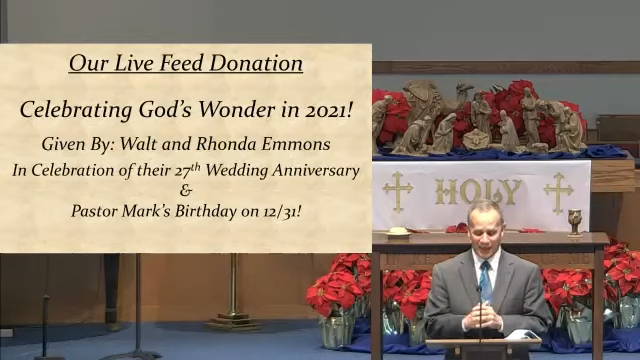 Our Live Feed Donation
Celebrating God's Wonder in 2021!
Given By: Walt and Rhonda Emmons
In Celebration of their 27th Wedding Anniversary
&
Pastor Mark's Birthday on 12/31!
HOLY